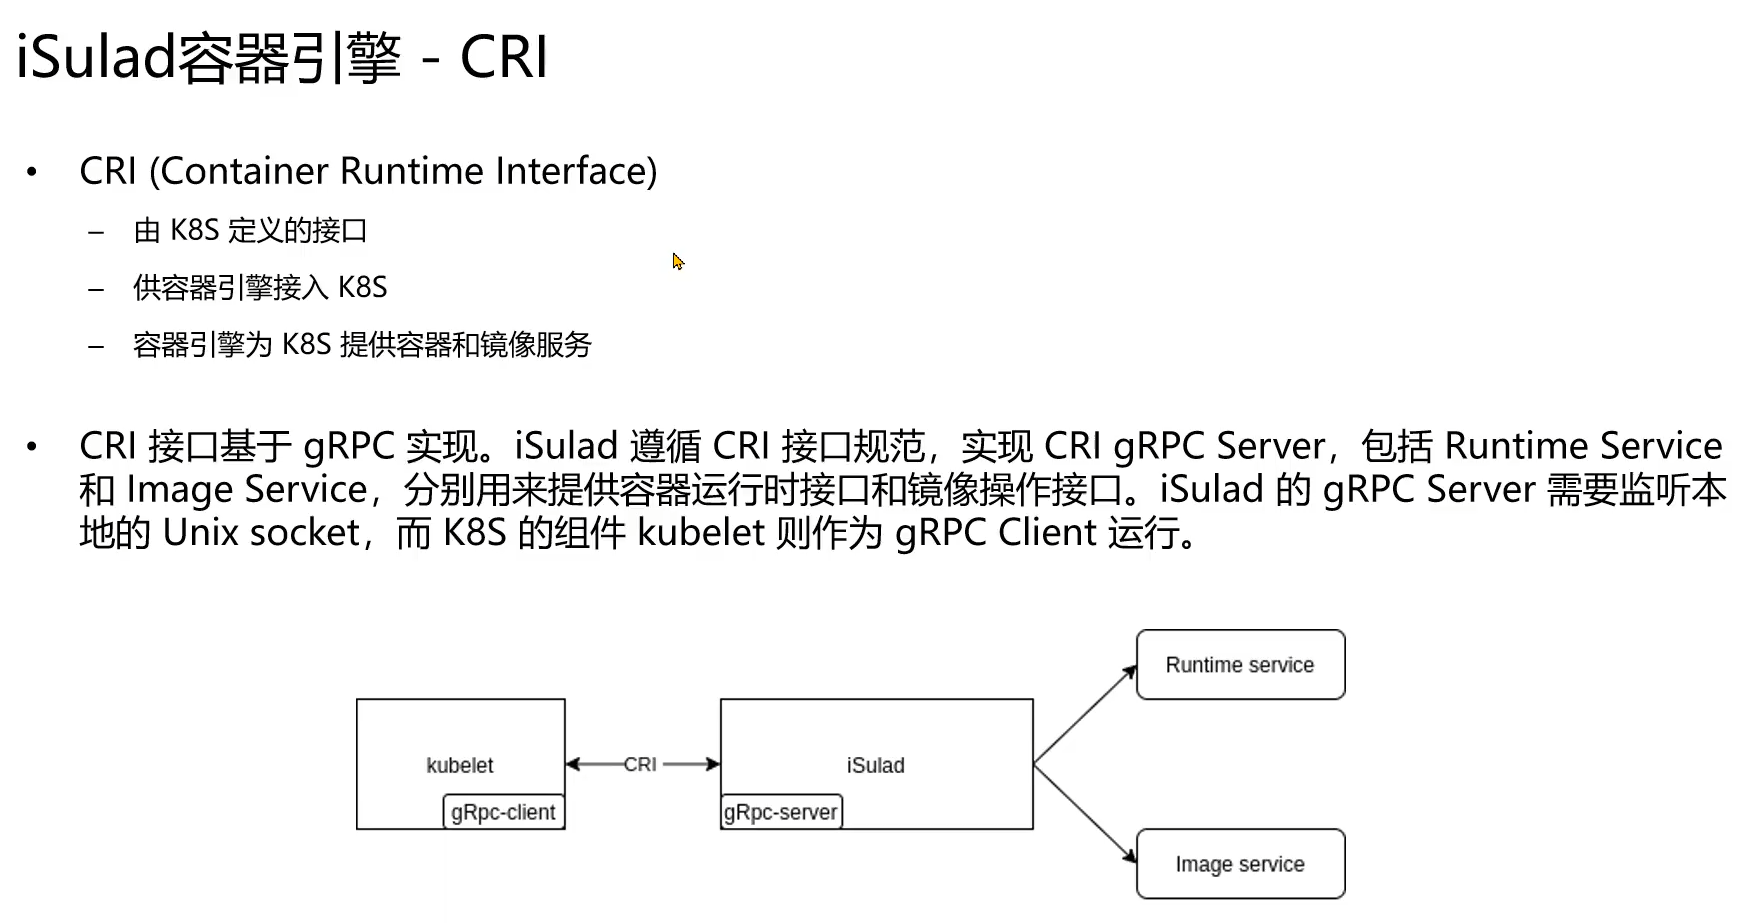 iSulad容器引擎 - CRI
• CRI (Container Runtime Interface)
– 由 K8S 定义的接口
– 供容器引擎接入 K8S
– 容器引擎为 K8S 提供容器和镜像服务
• CRI 接口基于 gRPC 实现。iSulad 遵循 CRI 接口规范，实现 CRI gRPC Server，包括 Runtime Service
和 Image Service，分别用来提供容器运行时接口和镜像操作接口。iSulad 的 gRPC Server 需要监听本
地的 Unix socket，而 K8S 的组件 kubelet 则作为 gRPC Client 运行。
Runtime service
kubelet
CRI
iSulad
gRpc-client
gRpc-server
Image service